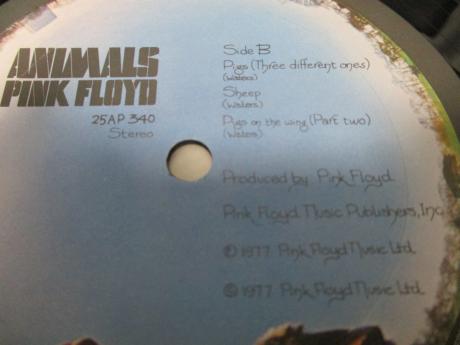 ANIMALS
PINK FLOYD
25AP 340
Stereo
Side B
Pigs (Three different ones)
(Waters)
Sheep
(Waters)
Pigs on the wing (Part two)
(Waters)
Produced by Pink Floyd
Pink Floyd Music Publishers, Inc.
© 1977 Pink Floyd Music Ltd.
℗ 1977 Pink Floyd Music Ltd.